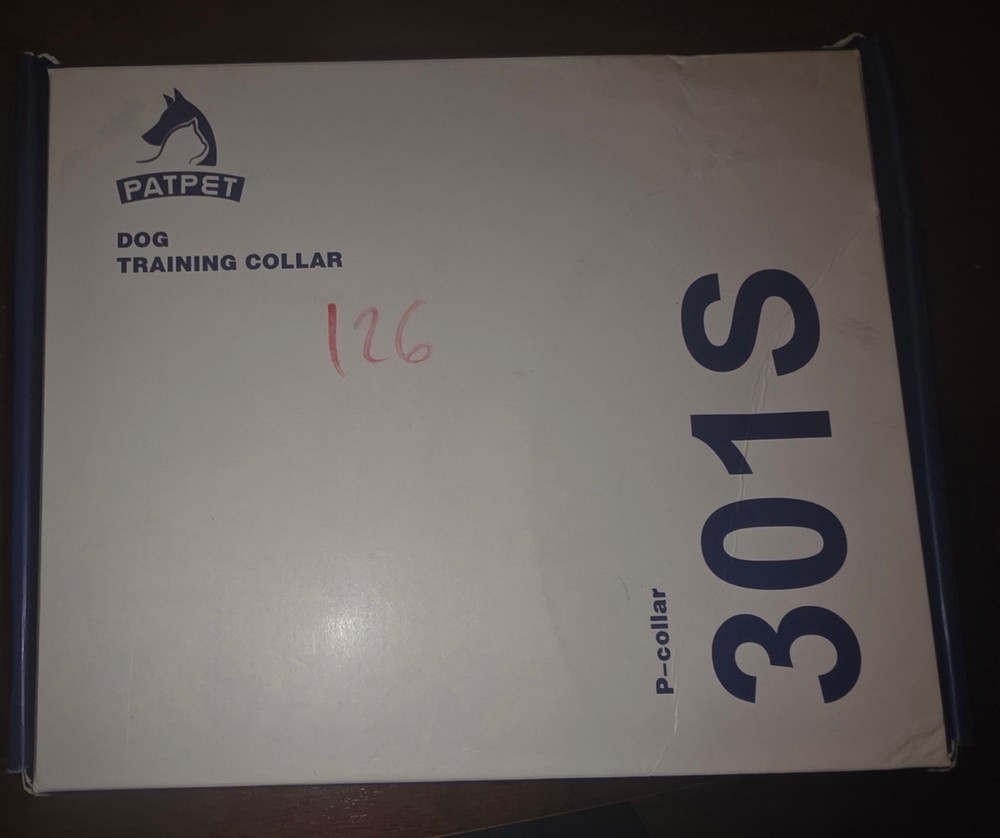 PATPET
DOG
TRAINING COLLAR
126
P-collar
301S